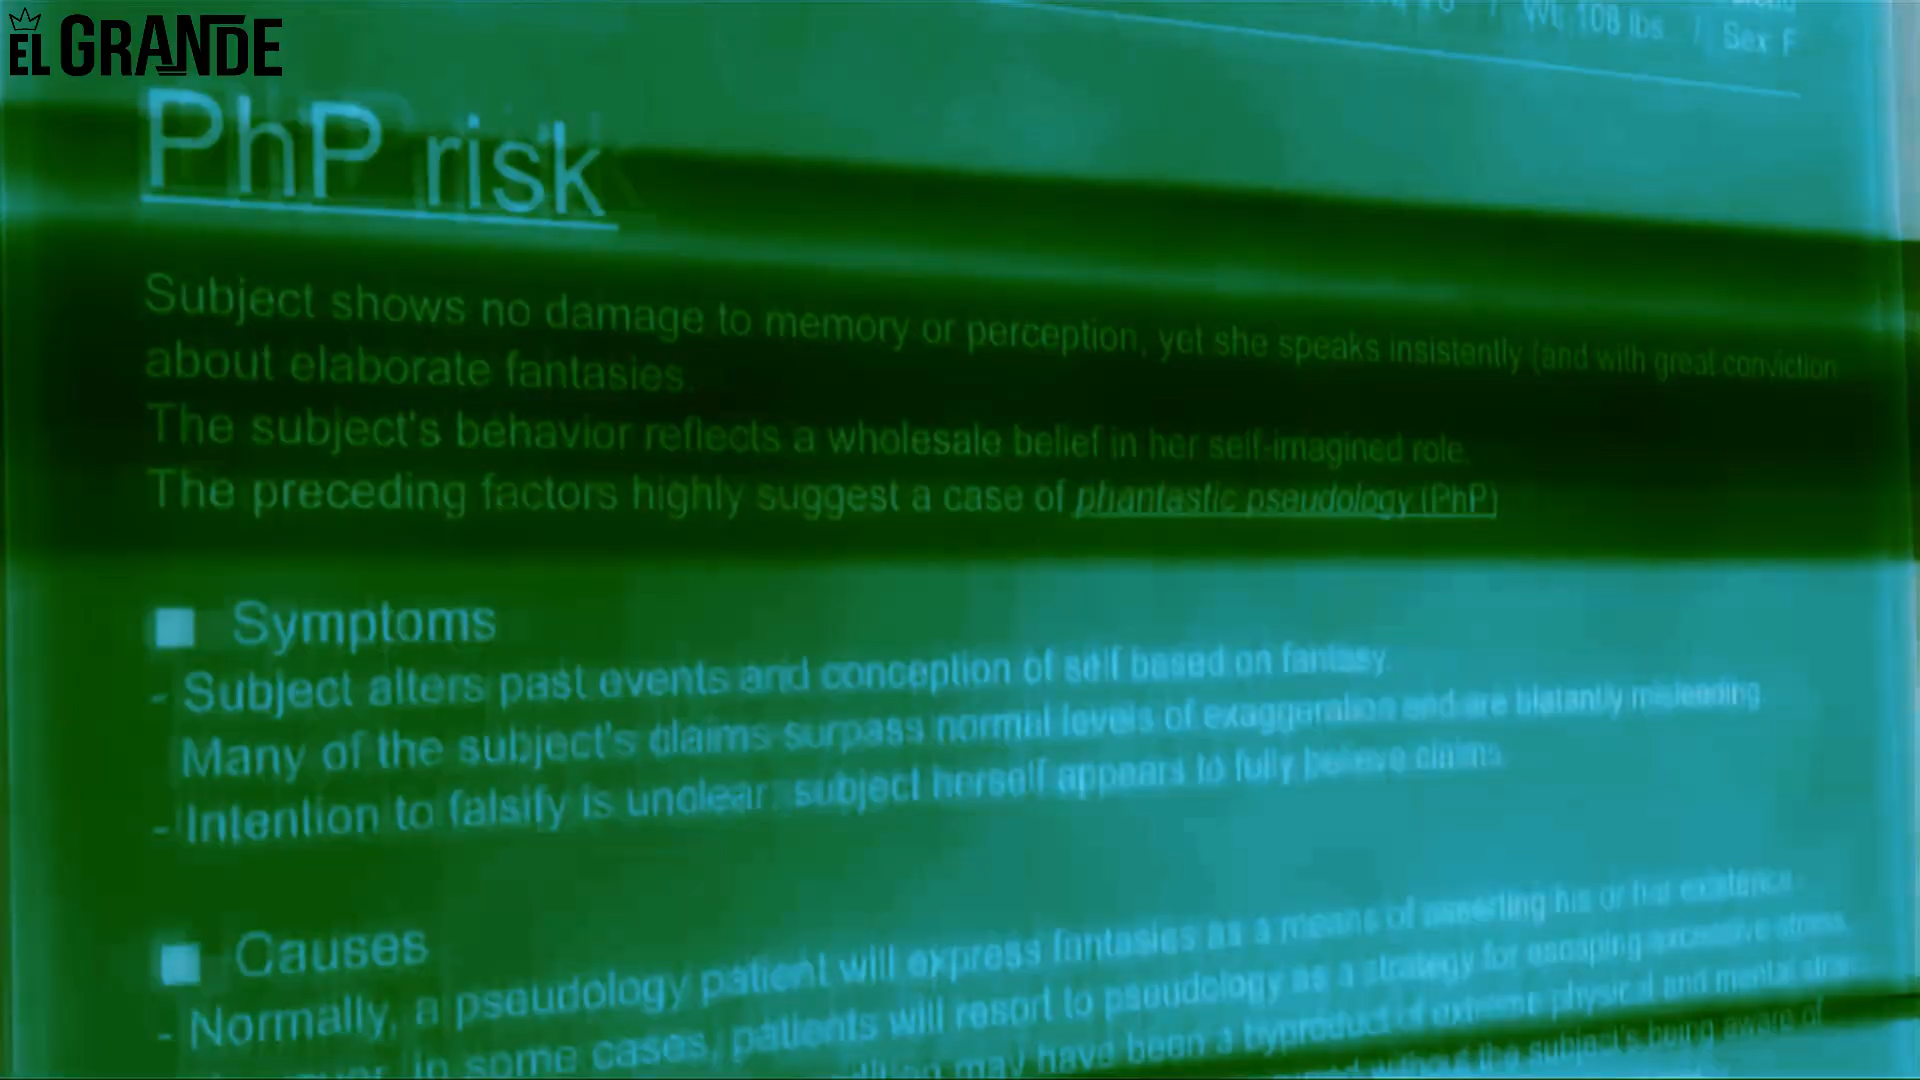 EL GRANDE
Wt. 108 lbs / Sex F
PhP risk
Subject shows no damage to memory or perception, yet she speaks insistently (and with great conviction
about elaborate fantasies.
The subject's behavior reflects a wholesale belief in her self-imagined role.
The preceding factors highly suggest a case of phantastic pseudology (PhP)
■ Symptoms
- Subject alters past events and conception of self based on fantasy.
Many of the subject's claims surpass normal levels of exaggeration and are blatantly misleading.
- Intention to falsify is unclear: subject herself appears to fully believe claims.
■ Causes
- Normally, a pseudology patient will express fantasies as a means of asserting his or her existence.
in some cases, patients will resort to pseudology as a strategy for escaping excessive stress.
may have been a byproduct of extreme physical and mental
without the subject's being aware of